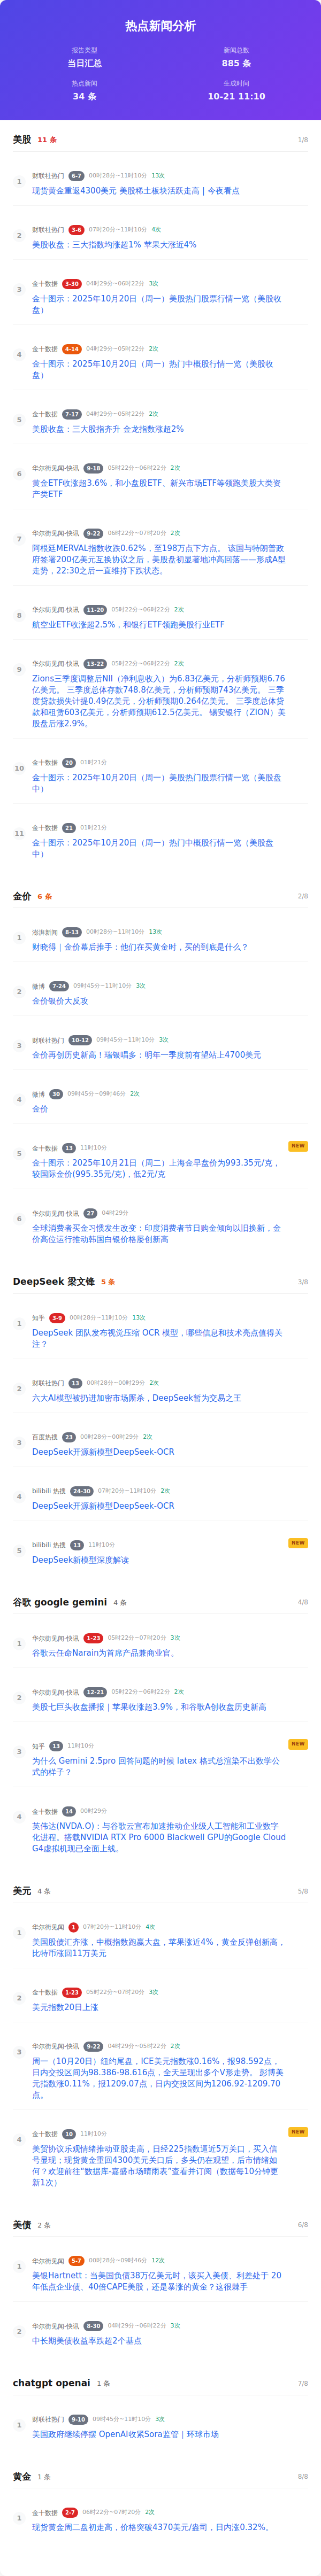 热点新闻分析
报告类型
新闻总数
当日汇总
885 条
热点新闻
生成时间
34 条
10-21 11:10
美股 11 条
1/8
1
财联社热门 6-7 00时28分~11时10分 13次
现货黄金重返4300美元 美股稀土板块活跃走高 | 今夜看点
2
财联社热门 3-6 07时20分~11时10分 4次
美股收盘：三大指数均涨超1% 苹果大涨近4%
3
金十数据 3-30 04时29分~06时22分 3次
金十图示：2025年10月20日（周一）美股热门股票行情一览（美股收
盘）
4
金十数据 4-14 04时29分~05时22分 2次
金十图示：2025年10月20日（周一）热门中概股行情一览（美股收
盘）
5
金十数据 7-17 04时29分~05时22分 2次
美股收盘：三大股指齐升 金龙指数涨超2%
6
华尔街见闻-快讯 9-18 05时22分~06时22分 2次
黄金ETF收涨超3.6%，和小盘股ETF、新兴市场ETF等领跑美股大类资
产类ETF
7
华尔街见闻-快讯 9-22 06时22分~07时20分 2次
阿根廷MERVAL指数收跌0.62%，至198万点下方点。 该国与特朗普政
府签署200亿美元互换协议之后，美股盘初显著地冲高回落——形成A型
走势，22:30之后一直维持下跌状态。
8
华尔街见闻-快讯 11-20 05时22分~06时22分 2次
航空业ETF收涨超2.5%，和银行ETF领跑美股行业ETF
9
华尔街见闻-快讯 13-22 05时22分~06时22分 2次
Zions三季度调整后NII（净利息收入）为6.83亿美元，分析师预期6.76
亿美元。 三季度总体存款748.8亿美元，分析师预期743亿美元。 三季
度贷款损失计提0.49亿美元，分析师预期0.264亿美元。 三季度总体贷
款和租赁603亿美元，分析师预期612.5亿美元。 锡安银行（ZION）美
股盘后涨2.9%。
10
金十数据 20 01时21分
金十图示：2025年10月20日（周一）美股热门股票行情一览（美股盘
中）
11
金十数据 21 01时21分
金十图示：2025年10月20日（周一）热门中概股行情一览（美股盘
中）
金价 6 条
2/8
1
澎湃新闻 8-13 00时28分~11时10分 13次
财晓得｜金价幕后推手：他们在买黄金时，买的到底是什么？
2
微博 7-24 09时45分~11时10分 3次
金价银价大反攻
3
财联社热门 10-12 09时45分~11时10分 3次
金价再创历史新高！瑞银唱多：明年一季度前有望站上4700美元
4
微博 30 09时45分~09时46分 2次
金价
5
金十数据 13 11时10分
NEW
金十图示：2025年10月21日（周二）上海金早盘价为993.35元/克，
较国际金价(995.35元/克)，低2元/克
6
华尔街见闻-快讯 27 04时29分
全球消费者买金习惯发生改变：印度消费者节日购金倾向以旧换新，金
价高位运行推动韩国白银价格屡创新高
DeepSeek 梁文锋 5 条
3/8
1
知乎 3-9 00时28分~11时10分 13次
DeepSeek 团队发布视觉压缩 OCR 模型，哪些信息和技术亮点值得关
注？
2
财联社热门 13 00时28分~00时29分 2次
六大AI模型被扔进加密市场厮杀，DeepSeek暂为交易之王
3
百度热搜 23 00时28分~00时29分 2次
DeepSeek开源新模型DeepSeek-OCR
4
bilibili 热搜 24-30 07时20分~11时10分 2次
DeepSeek开源新模型DeepSeek-OCR
5
bilibili 热搜 13 11时10分
NEW
DeepSeek新模型深度解读
谷歌 google gemini 4 条
4/8
1
华尔街见闻-快讯 1-23 05时22分~07时20分 3次
谷歌云任命Narain为首席产品兼商业官。
2
华尔街见闻-快讯 12-21 05时22分~06时22分 2次
美股七巨头收盘播报｜苹果收涨超3.9%，和谷歌A创收盘历史新高
3
知乎 13 11时10分
NEW
为什么 Gemini 2.5pro 回答问题的时候 latex 格式总渲染不出数学公
式的样子？
4
金十数据 14 00时29分
英伟达(NVDA.O)：与谷歌云宣布加速推动企业级人工智能和工业数字
化进程。搭载NVIDIA RTX Pro 6000 Blackwell GPU的Google Cloud
G4虚拟机现已全面上线。
美元 4 条
5/8
1
华尔街见闻 1 07时20分~11时10分 4次
美国股债汇齐涨，中概指数跑赢大盘，苹果涨近4%，黄金反弹创新高，
比特币涨回11万美元
2
金十数据 1-23 05时22分~07时20分 3次
美元指数20日上涨
3
华尔街见闻-快讯 9-22 04时29分~05时22分 2次
周一（10月20日）纽约尾盘，ICE美元指数涨0.16%，报98.592点，
日内交投区间为98.386-98.616点，全天呈现出多个V形走势。 彭博美
元指数涨0.11%，报1209.07点，日内交投区间为1206.92-1209.70
点。
4
金十数据 10 11时10分
NEW
美贸协议乐观情绪推动亚股走高，日经225指数逼近5万关口，买入信
号显现；现货黄金重回4300美元关口后，多头仍在观望，后市情绪如
何？欢迎前往“数据库-嘉盛市场晴雨表”查看并订阅（数据每10分钟更
新1次）
美债 2 条
6/8
1
华尔街见闻 5-7 00时28分~09时46分 12次
美银Hartnett：当美国负债38万亿美元时，该买入美债、利差处于 20
年低点企业债、40倍CAPE美股，还是暴涨的黄金？这很棘手
2
华尔街见闻-快讯 8-30 04时29分~06时22分 3次
中长期美债收益率跌超2个基点
chatgpt openai 1 条
7/8
1
财联社热门 9-10 09时45分~11时10分 3次
美国政府继续停摆 OpenAI收紧Sora监管｜环球市场
黄金 1 条
8/8
1
金十数据 2-7 06时22分~07时20分 2次
现货黄金周二盘初走高，价格突破4370美元/盎司，日内涨0.32%。